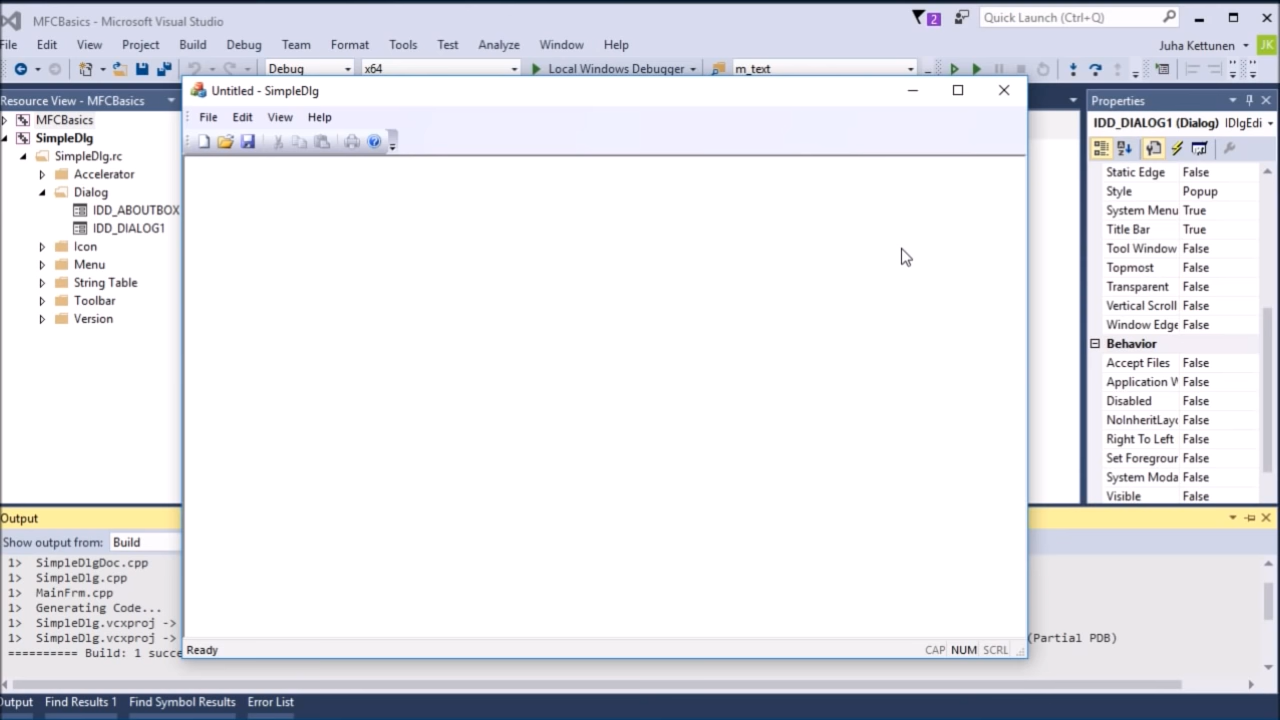 MFCBasics - Microsoft Visual Studio
2
Quick Launch (Ctrl+Q)
File Edit View Project Build Debug Team Format Tools Test Analyze Window Help
Juha Kettunen
JK
Debug x64 Local Windows Debugger m_text
Resource View - MFCBasics
MFCBasics
SimpleDlg
SimpleDlg.rc
Accelerator
Dialog
IDD_ABOUTBOX
IDD_DIALOG1
Icon
Menu
String Table
Toolbar
Version
Untitled - SimpleDlg
File Edit View Help
Ready
CAP NUM SCRL
Properties
IDD_DIALOG1 (Dialog) IDlgEdi
Static Edge False
Style Popup
System Menu True
Title Bar True
Tool Window False
Topmost False
Transparent False
Vertical Scroll False
Window Edge False
Behavior
Accept Files False
Application W False
Disabled False
NoInheritLayo False
Right To Left False
Set Foregrour False
System Moda False
Visible False
Output
Show output from: Build
1> SimpleDlgDoc.cpp
1> SimpleDlg.cpp
1> MainFrm.cpp
1> Generating Code...
1> SimpleDlg.vcxproj ->
1> SimpleDlg.vcxproj -> (Partial PDB)
========== Build: 1 succe
Output Find Results 1 Find Symbol Results Error List